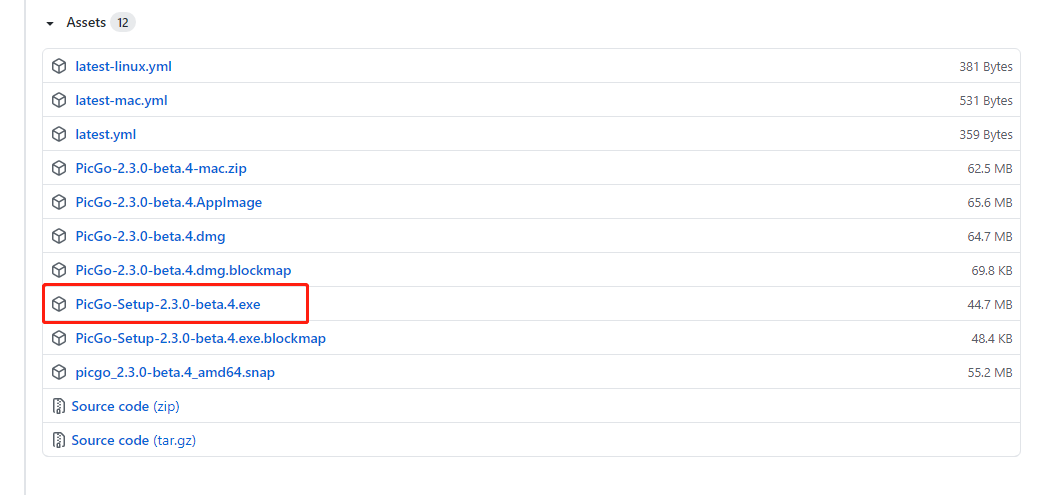 Assets 12
latest-linux.yml 381 Bytes
latest-mac.yml 531 Bytes
latest.yml 359 Bytes
PicGo-2.3.0-beta.4-mac.zip 62.5 MB
PicGo-2.3.0-beta.4.AppImage 65.6 MB
PicGo-2.3.0-beta.4.dmg 64.7 MB
PicGo-2.3.0-beta.4.dmg.blockmap 69.8 KB
PicGo-Setup-2.3.0-beta.4.exe 44.7 MB
PicGo-Setup-2.3.0-beta.4.exe.blockmap 48.4 KB
picgo_2.3.0-beta.4_amd64.snap 55.2 MB
Source code (zip)
Source code (tar.gz)